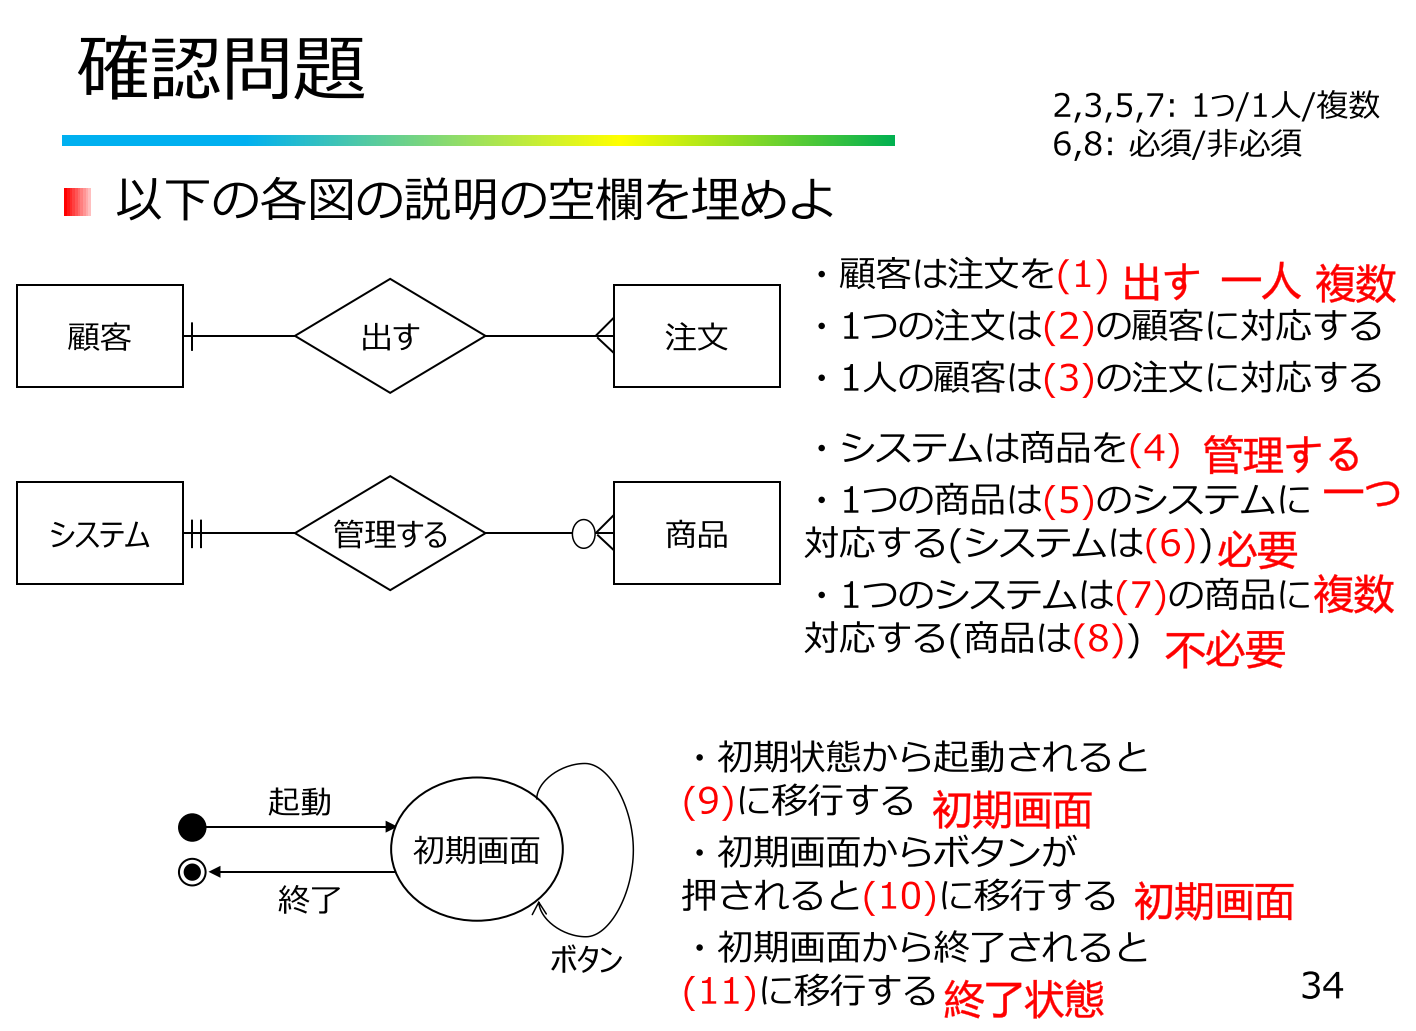 確認問題
2,3,5,7: 1つ/1人/複数
6,8: 必須/非必須
以下の各図の説明の空欄を埋めよ
顧客
出す
注文
・顧客は注文を(1) 出す 一人 複数
・1つの注文は(2)の顧客に対応する
・1人の顧客は(3)の注文に対応する
システム
管理する
商品
・システムは商品を(4) 管理する
・1つの商品は(5)のシステムに 一つ
対応する(システムは(6)) 必要
・1つのシステムは(7)の商品に 複数
対応する(商品は(8)) 不必要
起動
初期画面
終了
ボタン
・初期状態から起動されると
(9)に移行する 初期画面
・初期画面からボタンが
押されると(10)に移行する 初期画面
・初期画面から終了されると
(11)に移行する 終了状態
34